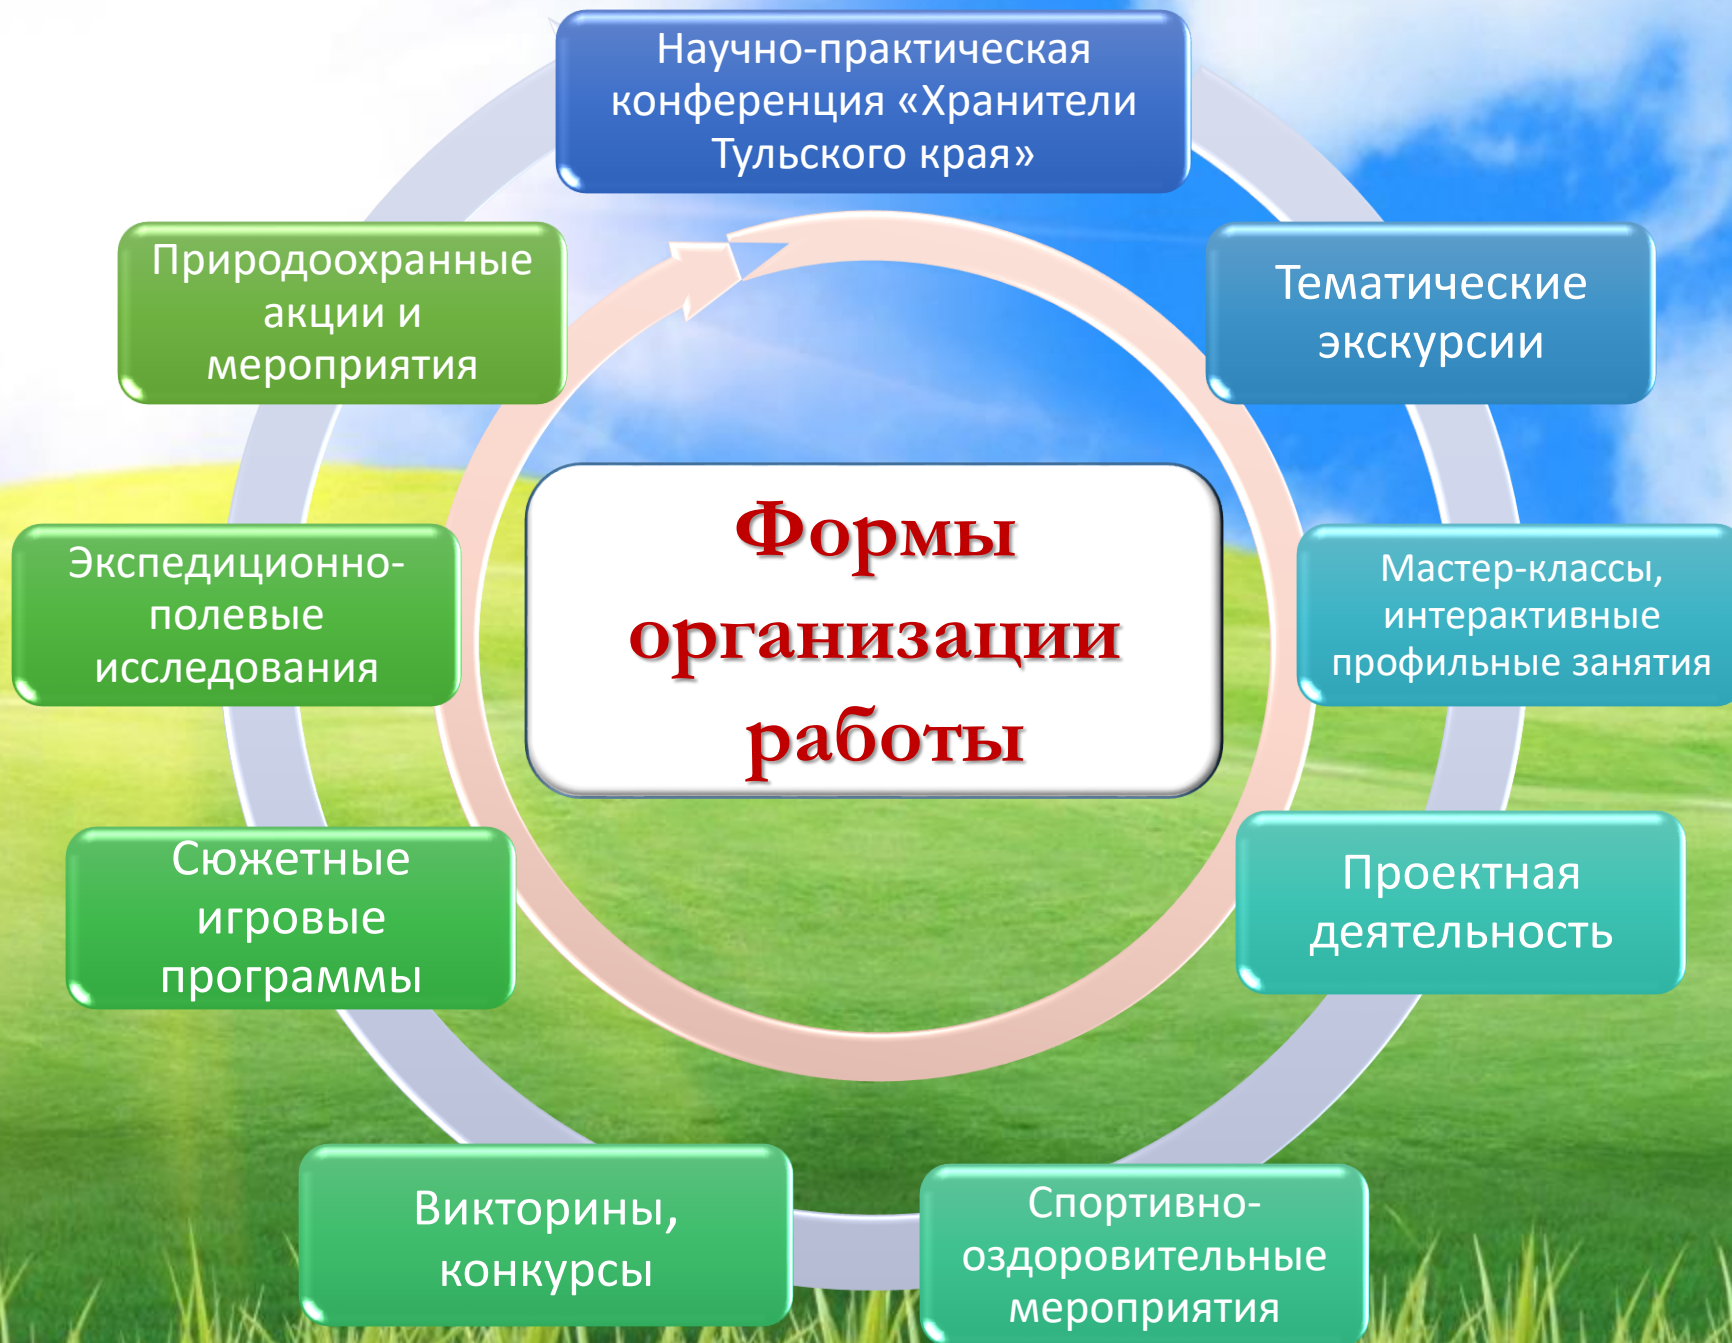 Научно-практическая
конференция «Хранители
Тульского края»
Тематические
экскурсии
Мастер-классы,
интерактивные
профильные занятия
Проектная
деятельность
Спортивно-
оздоровительные
мероприятия
Викторины,
конкурсы
Сюжетные
игровые
программы
Экспедиционно-
полевые
исследования
Природоохранные
акции и
мероприятия
Формы
организации
работы